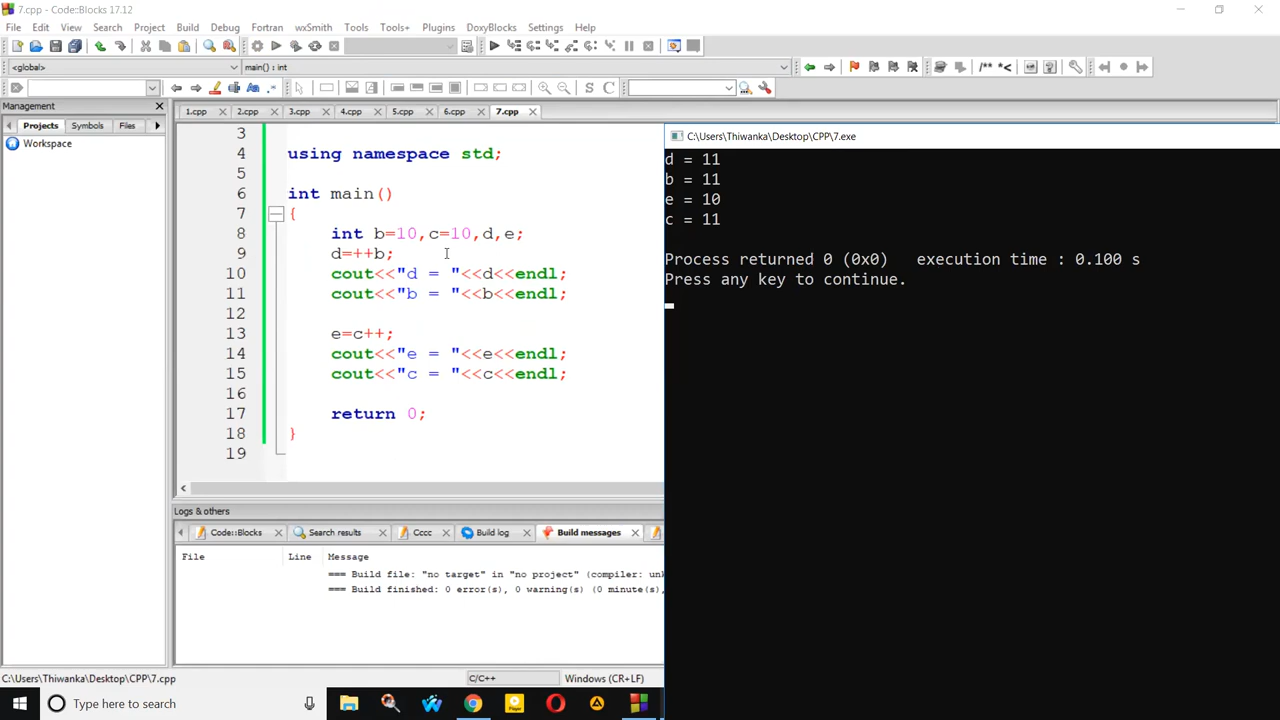 7.cpp - Code::Blocks 17.12
File Edit View Search Project Build Debug Fortran wxSmith Tools Tools+ Plugins DoxyBlocks Settings Help
<global> main() : int
/** *<
S C
Management
Projects Symbols Files
Workspace
1.cpp 2.cpp 3.cpp 4.cpp 5.cpp 6.cpp 7.cpp
3
4 using namespace std;
5
6 int main()
7 {
8 int b=10,c=10,d,e;
9 d=++b;
10 cout<<"d = "<<d<<endl;
11 cout<<"b = "<<b<<endl;
12
13 e=c++;
14 cout<<"e = "<<e<<endl;
15 cout<<"c = "<<c<<endl;
16
17 return 0;
18 }
19
C:\Users\Thiwanka\Desktop\CPP\7.exe
d = 11
b = 11
e = 10
c = 11
Process returned 0 (0x0) execution time : 0.100 s
Press any key to continue.
Logs & others
Code::Blocks Search results Cccc Build log Build messages
File Line Message
=== Build file: "no target" in "no project" (compiler: unk
=== Build finished: 0 error(s), 0 warning(s) (0 minute(s),
C:\Users\Thiwanka\Desktop\CPP\7.cpp C/C++ Windows (CR+LF)
Type here to search